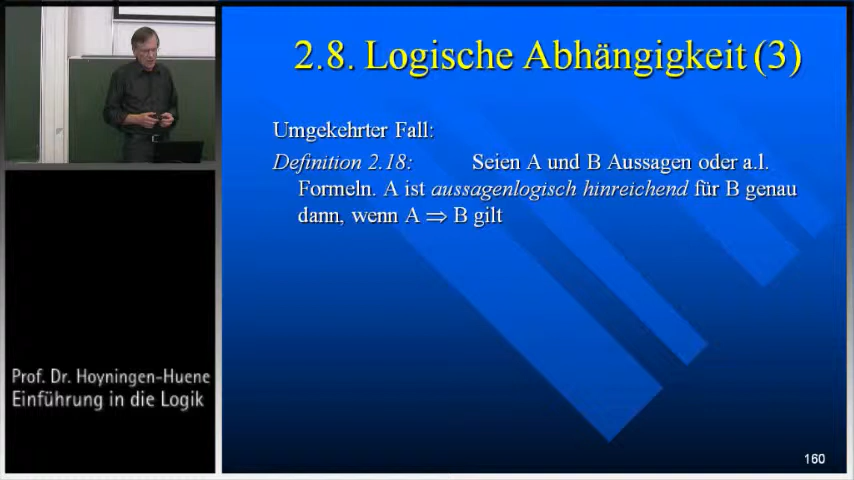 2.8. Logische Abhängigkeit (3)
Umgekehrter Fall:
Definition 2.18: Seien A und B Aussagen oder a.l.
Formeln. A ist aussagenlogisch hinreichend für B genau
dann, wenn A ⇒ B gilt
Prof. Dr. Hoyningen-Huene
Einführung in die Logik
160